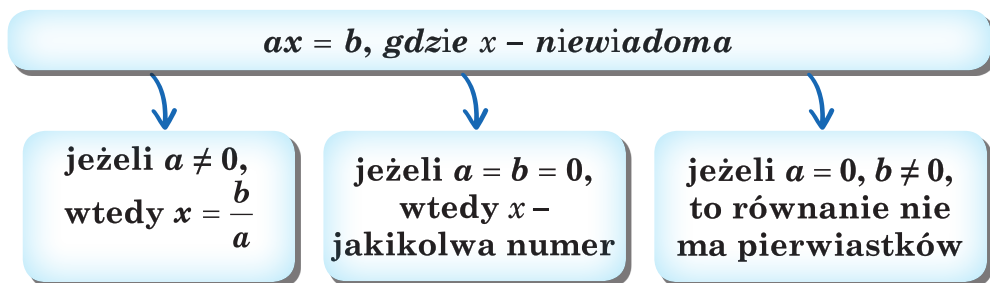 ax = b, gdzie x – niewiadoma
jeżeli a ≠ 0,
wtedy x = b/a
jeżeli a = b = 0,
wtedy x –
jakikolwa numer
jeżeli a = 0, b ≠ 0,
to równanie nie
ma pierwiastków